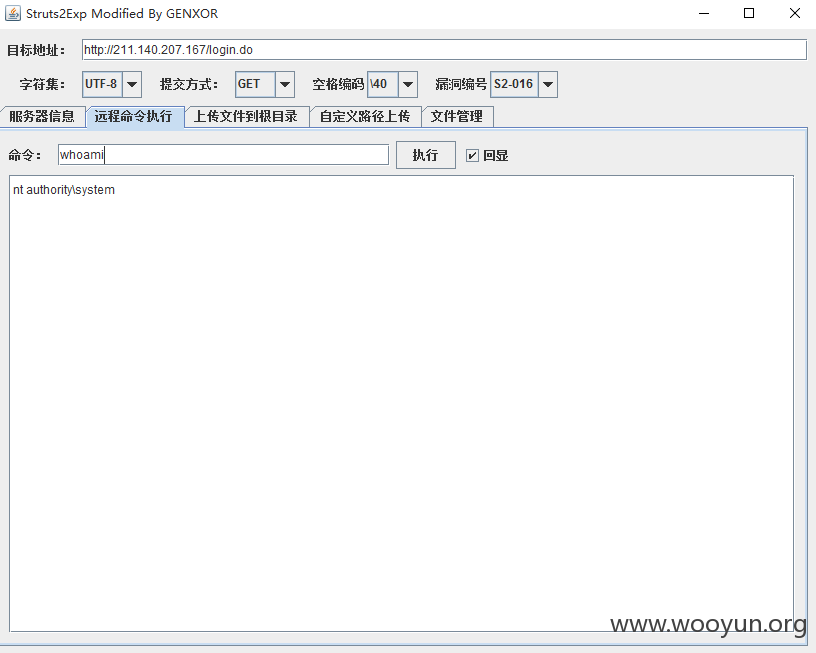 Struts2Exp Modified By GENXOR
目标地址： http://211.140.207.167/login.do
字符集： UTF-8 提交方式： GET 空格编码 \40 漏洞编号 S2-016
服务器信息 远程命令执行 上传文件到根目录 自定义路径上传 文件管理
命令： whoami 执行 回显
nt authority\system
www.wooyun.org